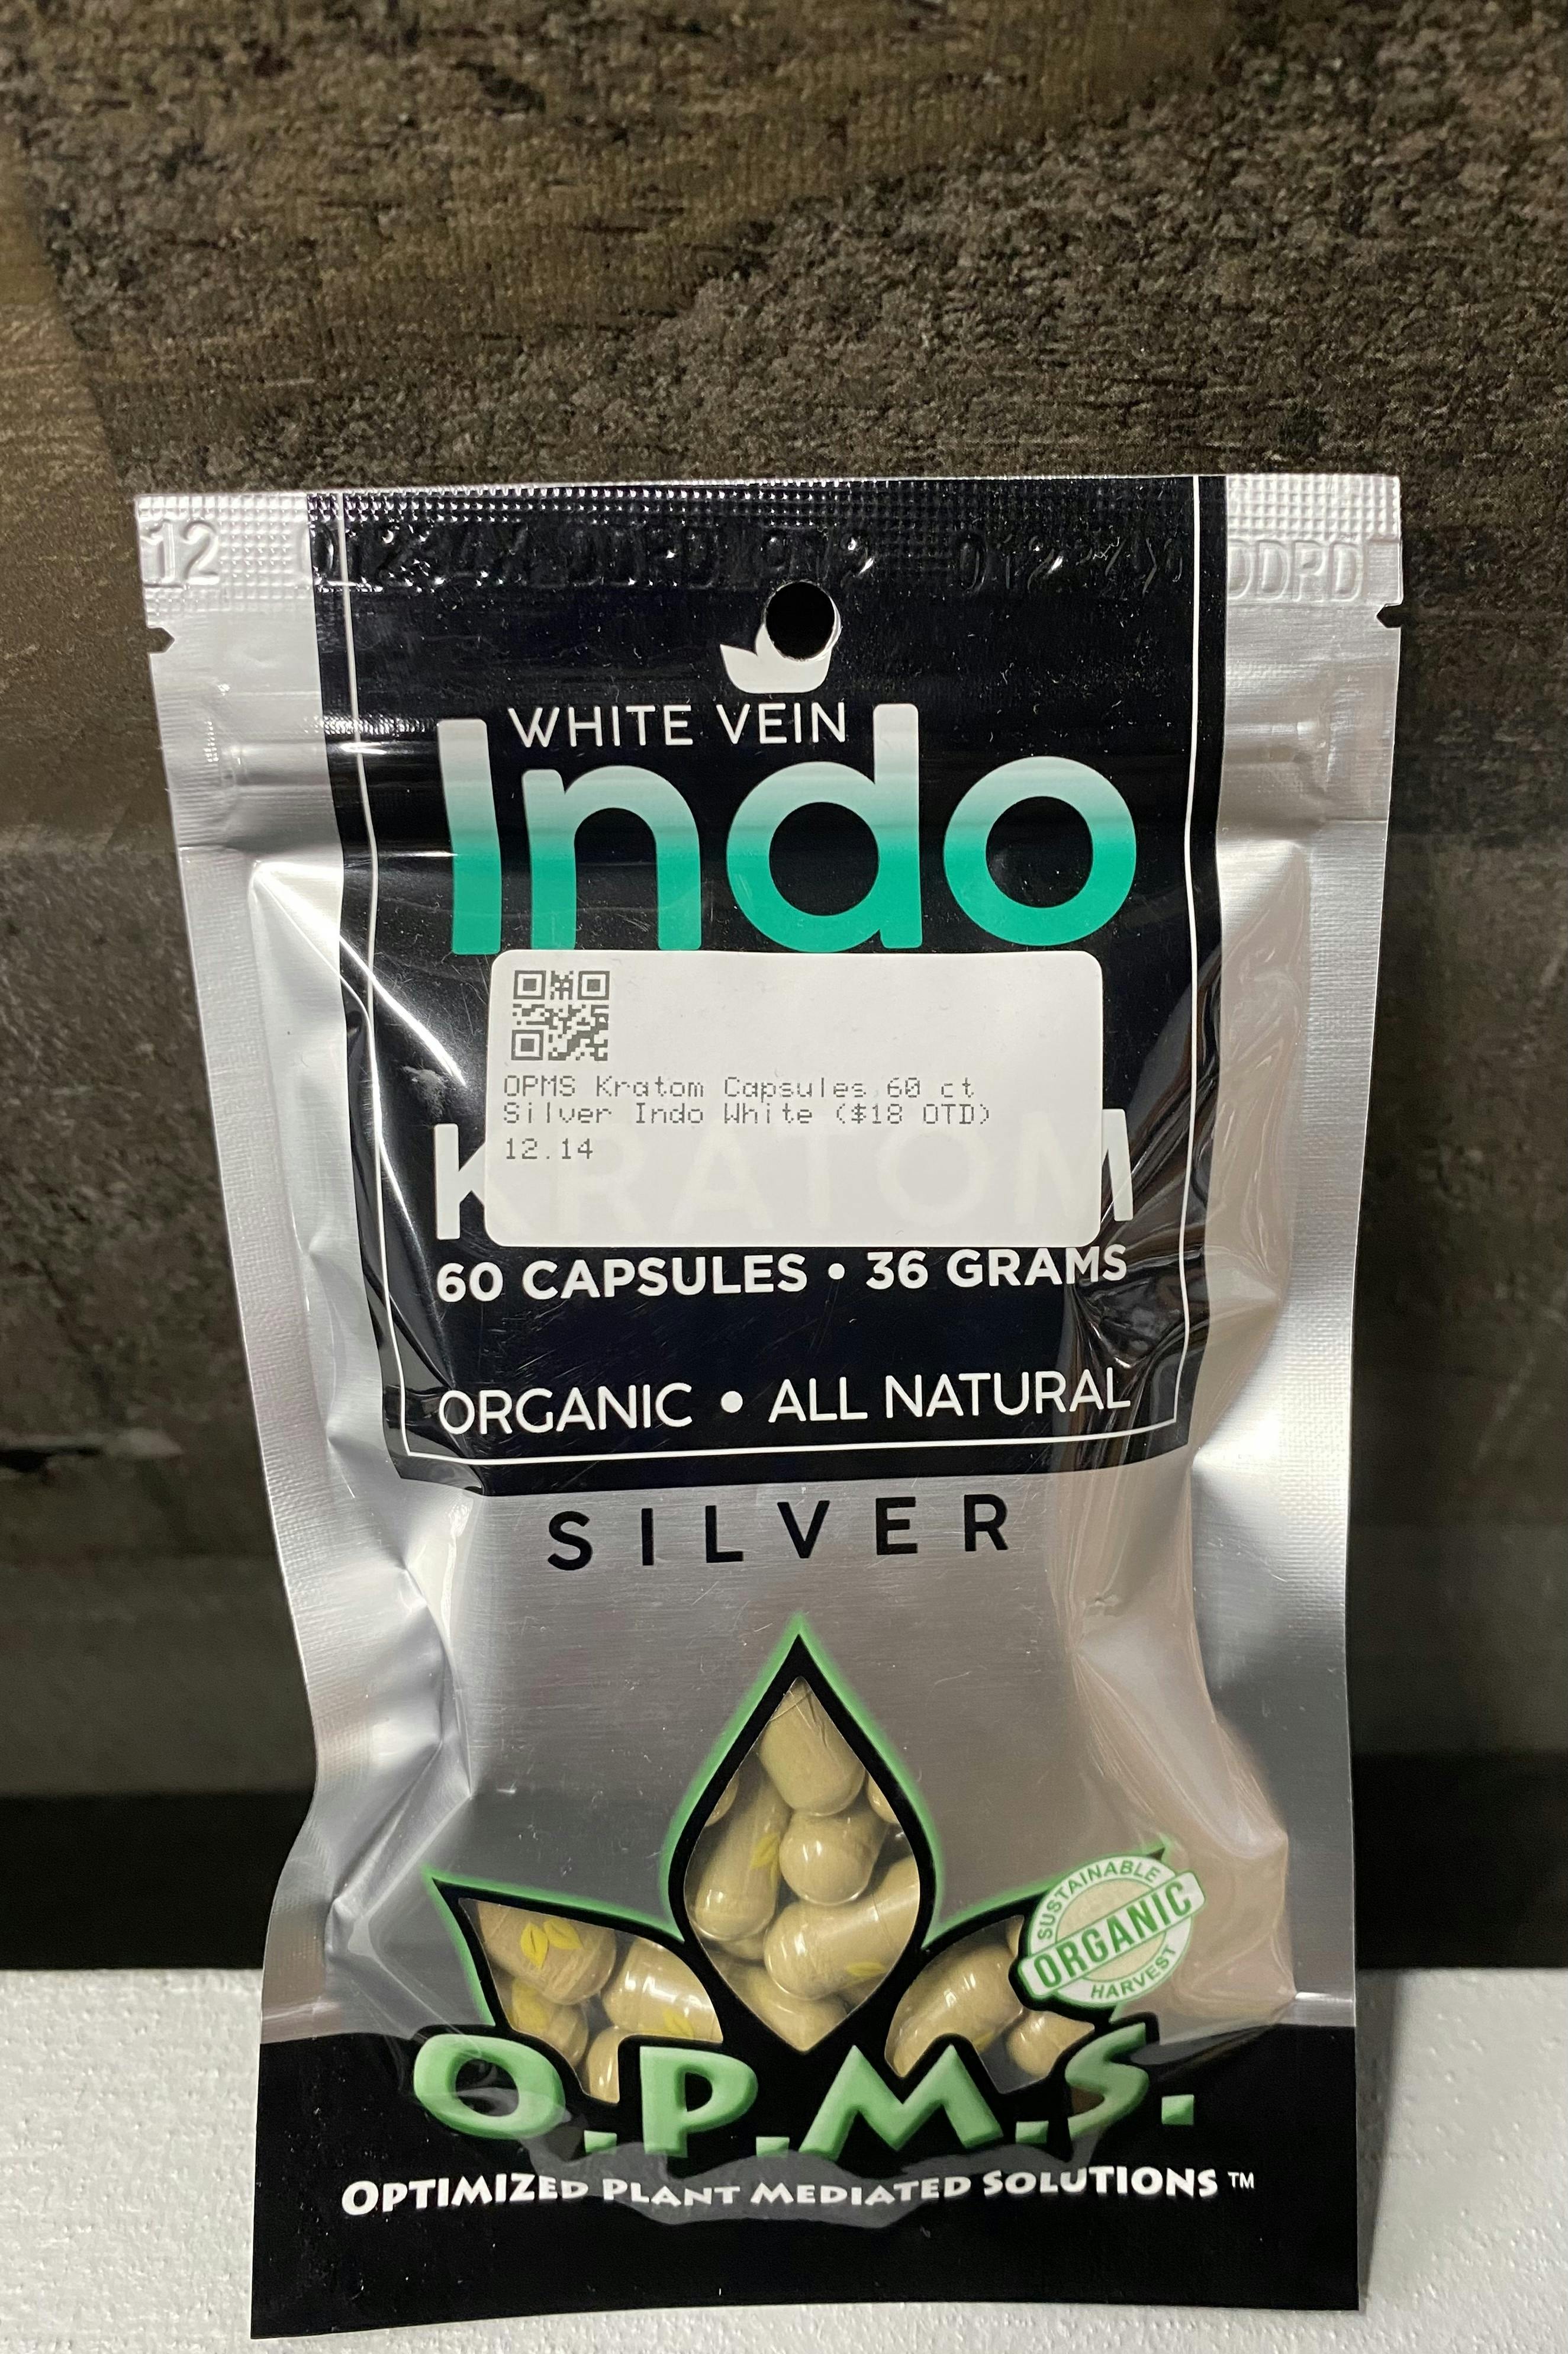 WHITE VEIN
Indo
OPMS Kratom Capsules 60 ct
Silver Indo White ($18 OTD)
12.14
KRATOM
60 CAPSULES • 36 GRAMS
ORGANIC • ALL NATURAL
SILVER
SUSTAINABLE
ORGANIC
HARVEST
O.P.M.S.
OPTIMIZED PLANT MEDIATED SOLUTIONS™